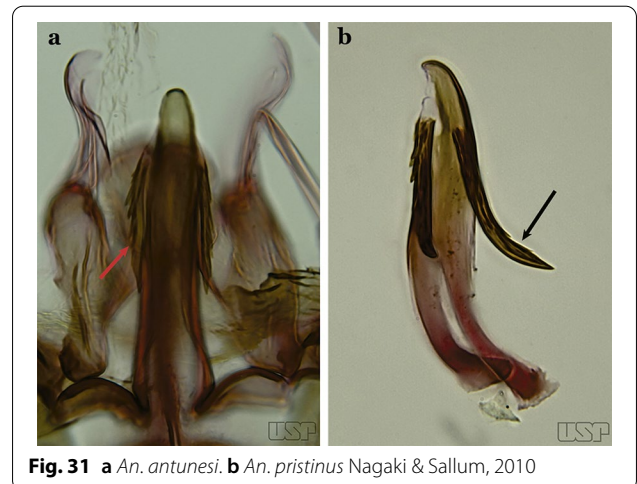 a
b
USP
USP
Fig. 31 a An. antunesi. b An. pristinus Nagaki & Sallum, 2010